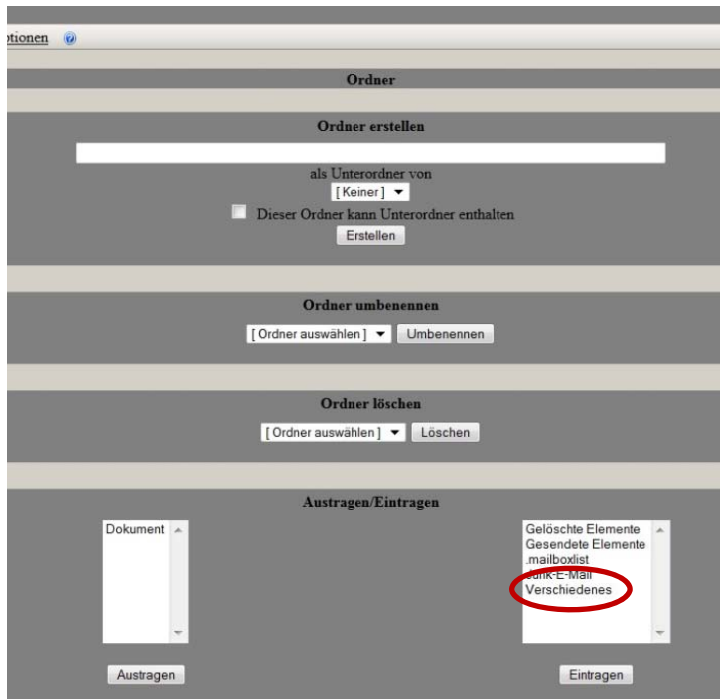 ptionen
Ordner
Ordner erstellen
als Unterordner von
[ Keiner ]
Dieser Ordner kann Unterordner enthalten
Erstellen
Ordner umbenennen
[ Ordner auswählen ] Umbenennen
Ordner löschen
[ Ordner auswählen ] Löschen
Austragen/Eintragen
Dokument
Gelöschte Elemente
Gesendete Elemente
.mailboxlist
Junk-E-Mail
Verschiedenes
Austragen
Eintragen